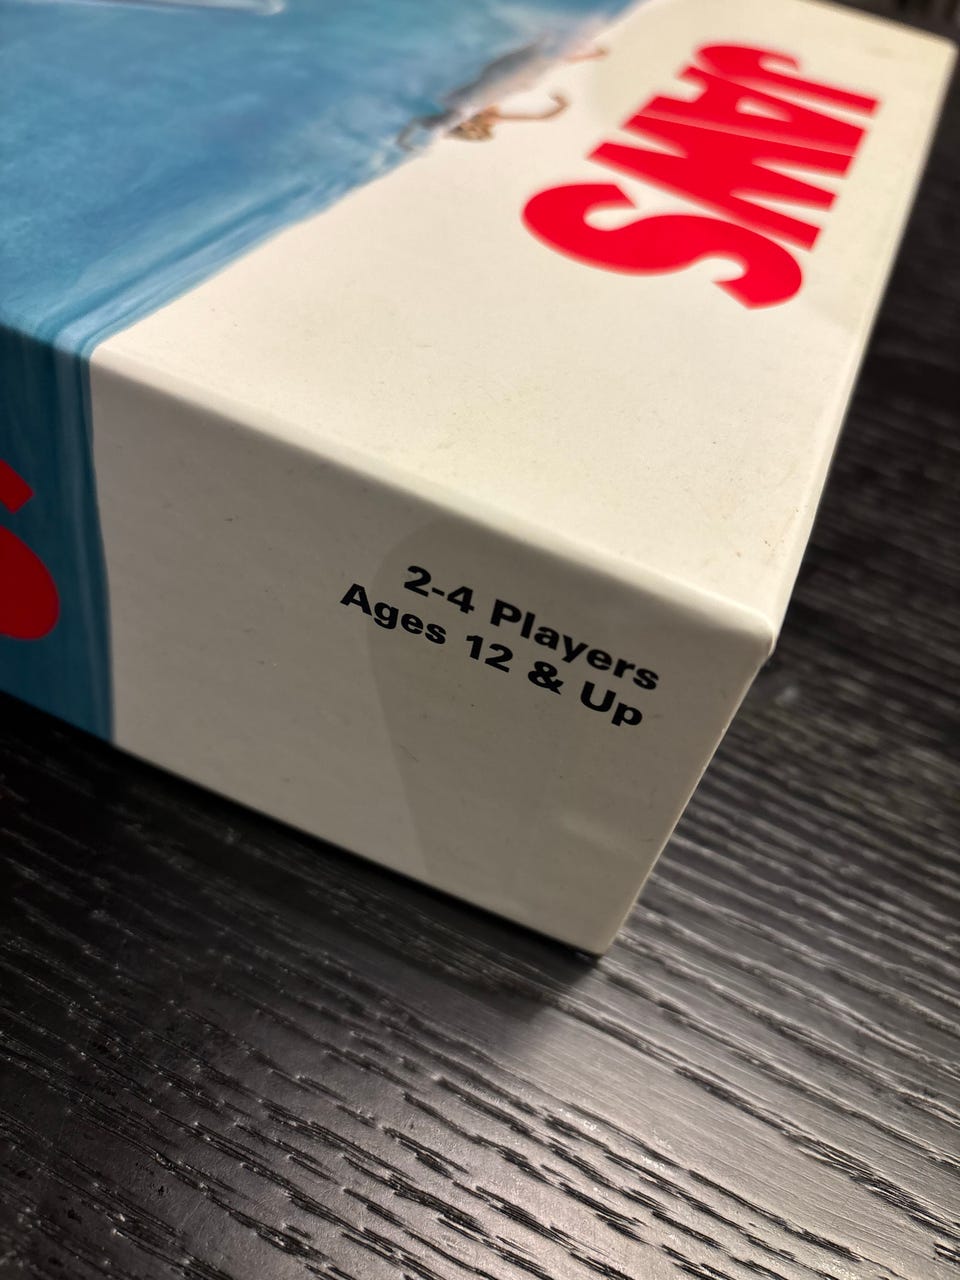 JAWS
2-4 Players
Ages 12 & Up